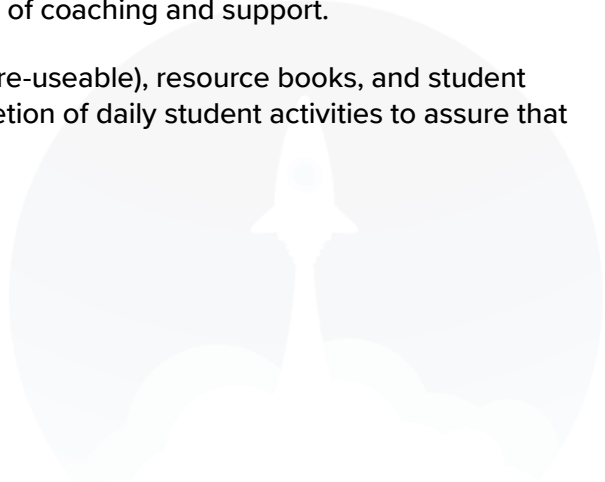 of coaching and support.
re-useable), resource books, and student
etion of daily student activities to assure that